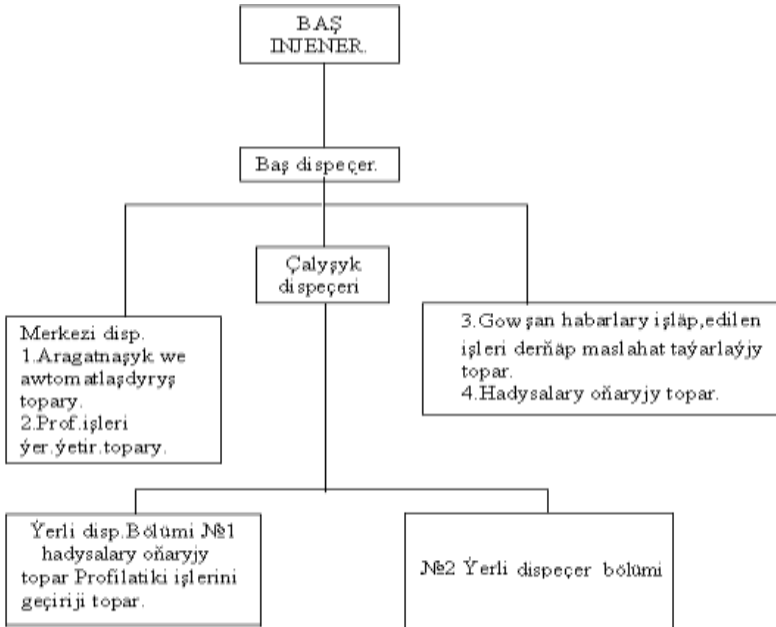 BAŞ
INJENER.
Baş dispeçer.
Çalyşyk
dispeçeri
Merkezi disp.
1.Aragatnaşyk we
awtomatlaşdyryş
topary.
2.Prof.işleri
ýer.ýetir.topary.
3.Gowşan habarlary işläp,edilen
işleri derňäp maslahat taýarlaýjy
topar.
4.Hadysalary oňaryjy topar.
Ýerli disp.Bölümi №1
hadysalary oňaryjy
topar Profilatiki işlerini
geçiriji topar.
№2 Ýerli dispeçer bölümi